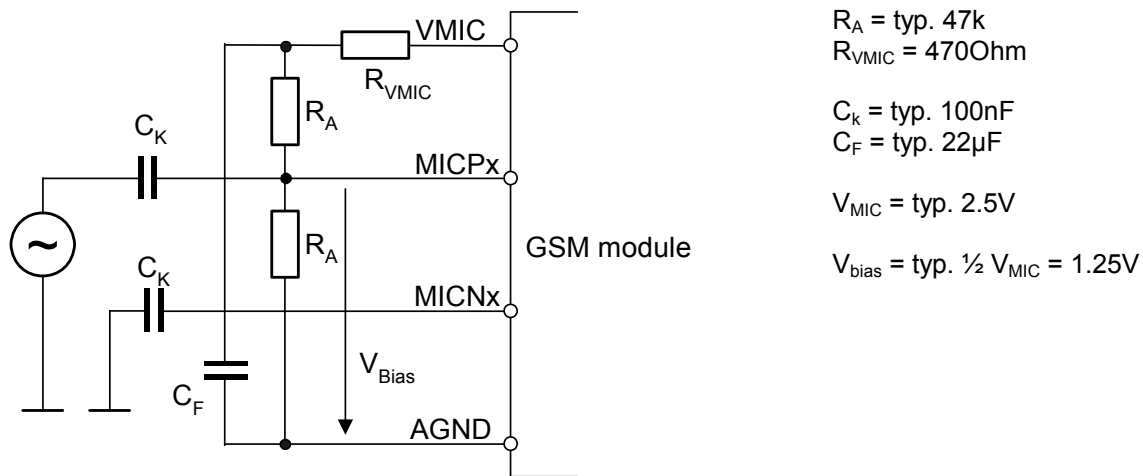 VMIC
R_VMIC
R_A
C_K
MICPx
R_A
GSM module
C_K
MICNx
V_Bias
C_F
AGND
~
R_A = typ. 47k
R_VMIC = 470Ohm
C_k = typ. 100nF
C_F = typ. 22µF
V_MIC = typ. 2.5V
V_bias = typ. ½ V_MIC = 1.25V